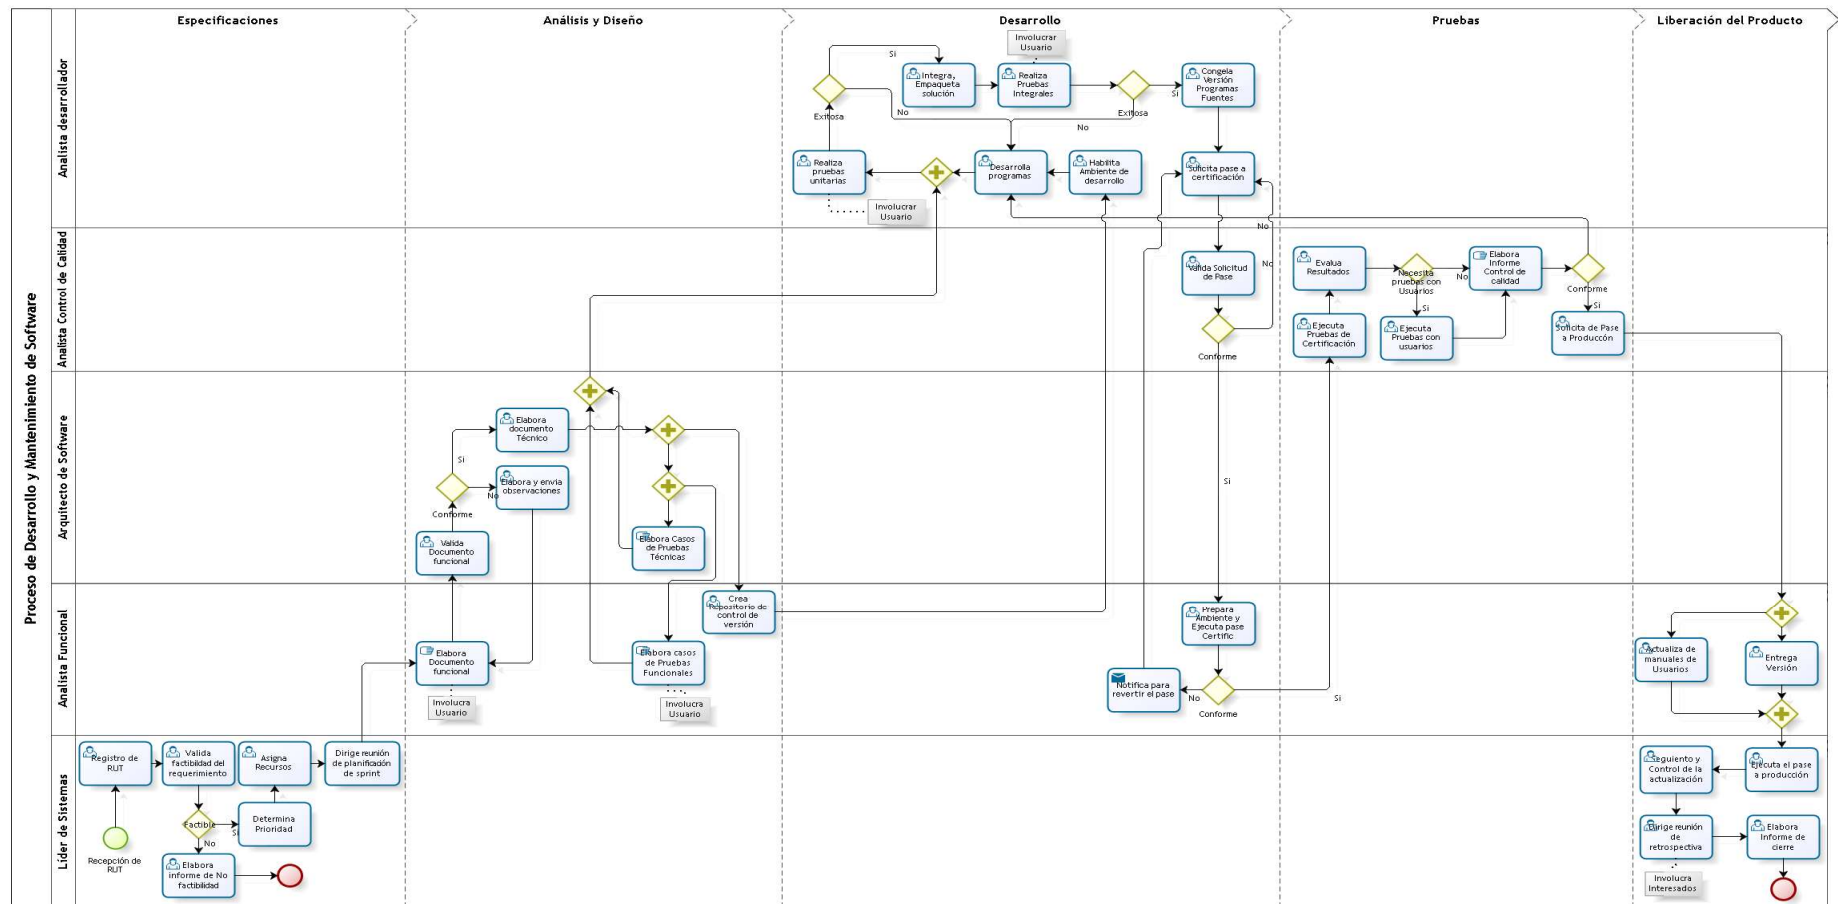 Proceso de Desarrollo y Mantenimiento de Software
Especificaciones
Análisis y Diseño
Desarrollo
Pruebas
Liberación del Producto
Analista desarrollador
Involucrar
Usuario
Si
Integra,
Empaqueta
solución
Realiza
Pruebas
Integrales
Si
Congela
Versión
Programas
Fuentes
Exitosa
No
Exitosa
No
Realiza
pruebas
unitarias
Desarrolla
programas
Habilita
Ambiente de
desarrollo
Solicita pase a
certificación
Involucrar
Usuario
No
Analista Control de Calidad
Valida Solicitud
de Pase
No
Conforme
Evalua
Resultados
Necesita
pruebas con
Usuarios
No
Elabora
Informe
Control de
calidad
Conforme
Si
Si
Ejecuta
Pruebas de
Certificación
Ejecuta
Pruebas con
usuarios
Solicita de Pase
a Produccón
Arquitecto de Software
Elabora
documento
Técnico
Si
Elabora y envia
observaciones
No
Conforme
Valida
Documento
funcional
Elabora Casos
de Pruebas
Técnicas
Si
Analista Funcional
Crea
Repositorio de
control de
versión
Elabora
Documento
funcional
Elabora casos
de Pruebas
Funcionales
Involucra
Usuario
Involucra
Usuario
Prepara
Ambiente y
Ejecuta pase
Certific
Notifica para
revertir el pase
No
Conforme
Si
Actualiza de
manuales de
Usuarios
Entrega
Versión
Líder de Sistemas
Registro de
RUT
Valida
factibildad del
requerimiento
Asigna
Recursos
Dirige reunión
de planificación
de sprint
Factible
Si
Determina
Prioridad
No
Recepción de
RUT
Elabora
informe de No
factibilidad
Seguiento y
Control de la
actualización
Ejecuta el pase
a producción
Dirige reunión
de
retrospectiva
Elabora
Informe de
cierre
Involucra
Interesados